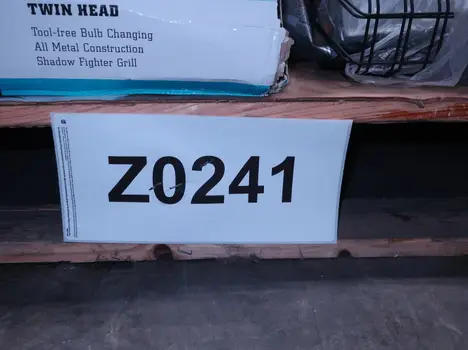 TWIN HEAD
Tool-free Bulb Changing
All Metal Construction
Shadow Fighter Grill
Z0241